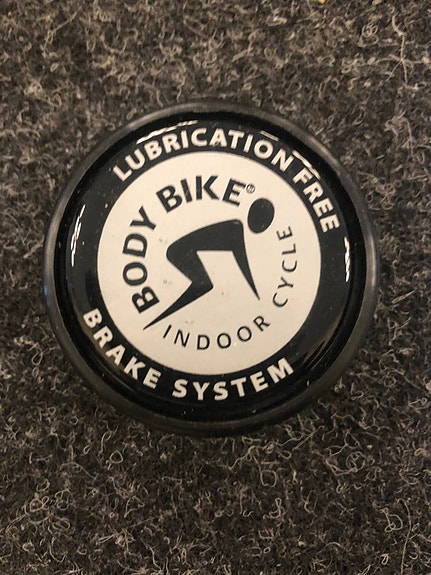 LUBRICATION FREE
BODY BIKE®
INDOOR CYCLE
BRAKE SYSTEM